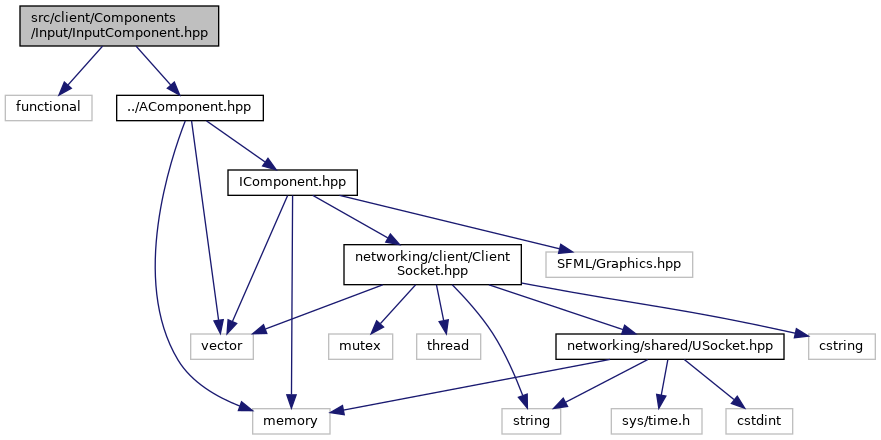 src/client/Components
/Input/InputComponent.hpp
functional
../AComponent.hpp
IComponent.hpp
networking/client/Client
Socket.hpp
SFML/Graphics.hpp
vector
mutex
thread
networking/shared/USocket.hpp
cstring
memory
string
sys/time.h
cstdint